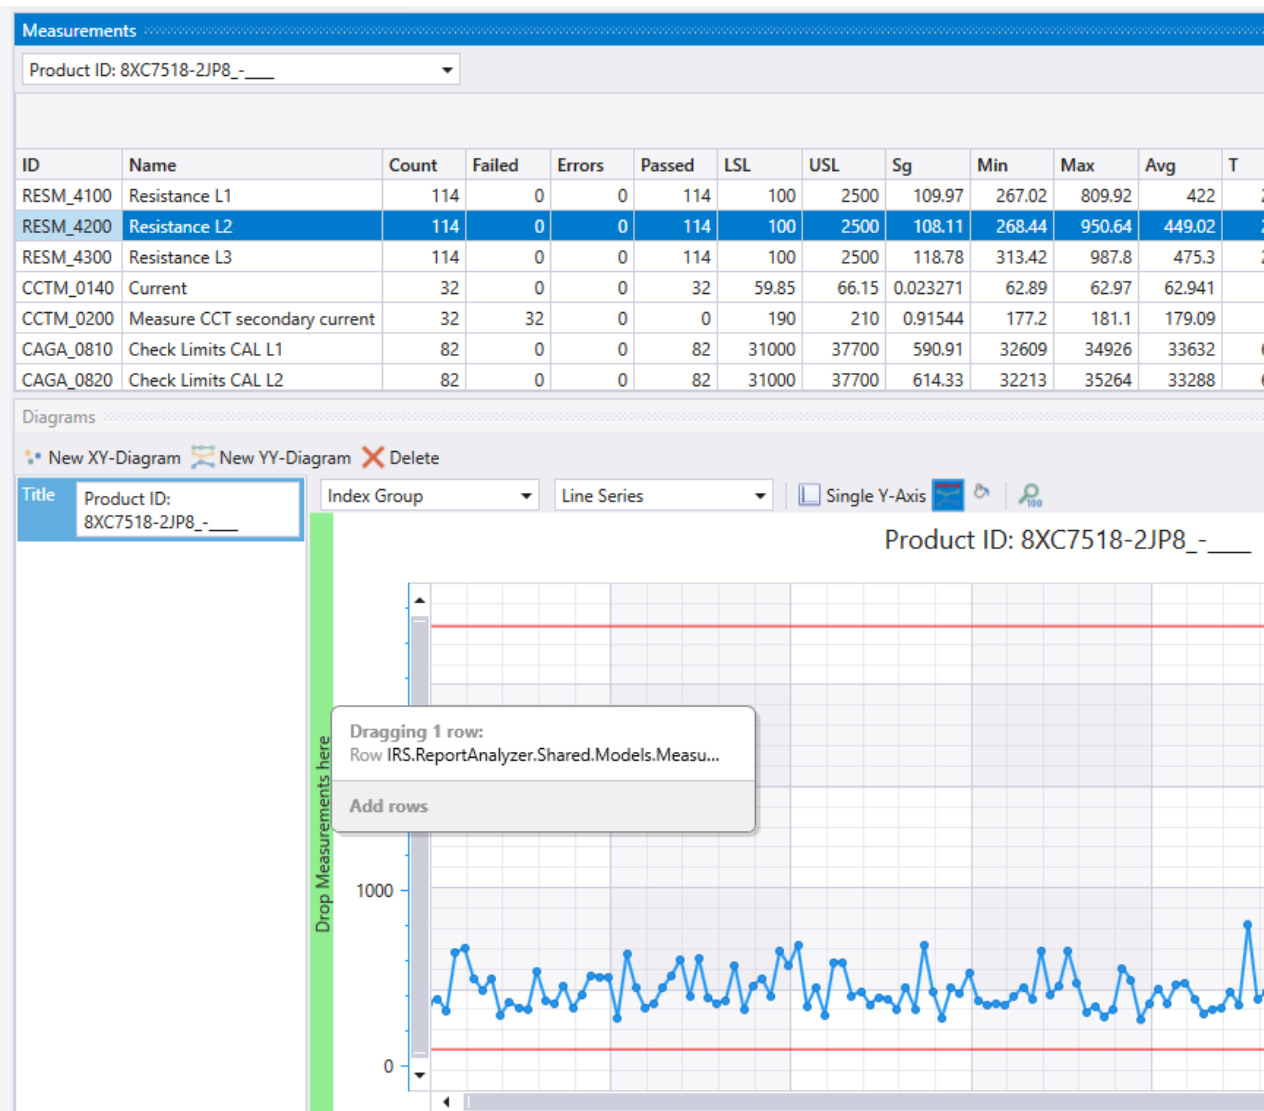 Measurements
Product ID: 8XC7518-2JP8_-___
ID Name Count Failed Errors Passed LSL USL Sg Min Max Avg T
RESM_4100 Resistance L1 114 0 0 114 100 2500 109.97 267.02 809.92 422
RESM_4200 Resistance L2 114 0 0 114 100 2500 108.11 268.44 950.64 449.02
RESM_4300 Resistance L3 114 0 0 114 100 2500 118.78 313.42 987.8 475.3
CCTM_0140 Current 32 0 0 32 59.85 66.15 0.023271 62.89 62.97 62.941
CCTM_0200 Measure CCT secondary current 32 32 0 0 190 210 0.91544 177.2 181.1 179.09
CAGA_0810 Check Limits CAL L1 82 0 0 82 31000 37700 590.91 32609 34926 33632
CAGA_0820 Check Limits CAL L2 82 0 0 82 31000 37700 614.33 32213 35264 33288
Diagrams
New XY-Diagram New YY-Diagram Delete
Title
Product ID:
8XC7518-2JP8_-___
Index Group Line Series Single Y-Axis 100
Product ID: 8XC7518-2JP8_-___
Drop Measurements here
Dragging 1 row:
Row IRS.ReportAnalyzer.Shared.Models.Measu...
Add rows
1000
0